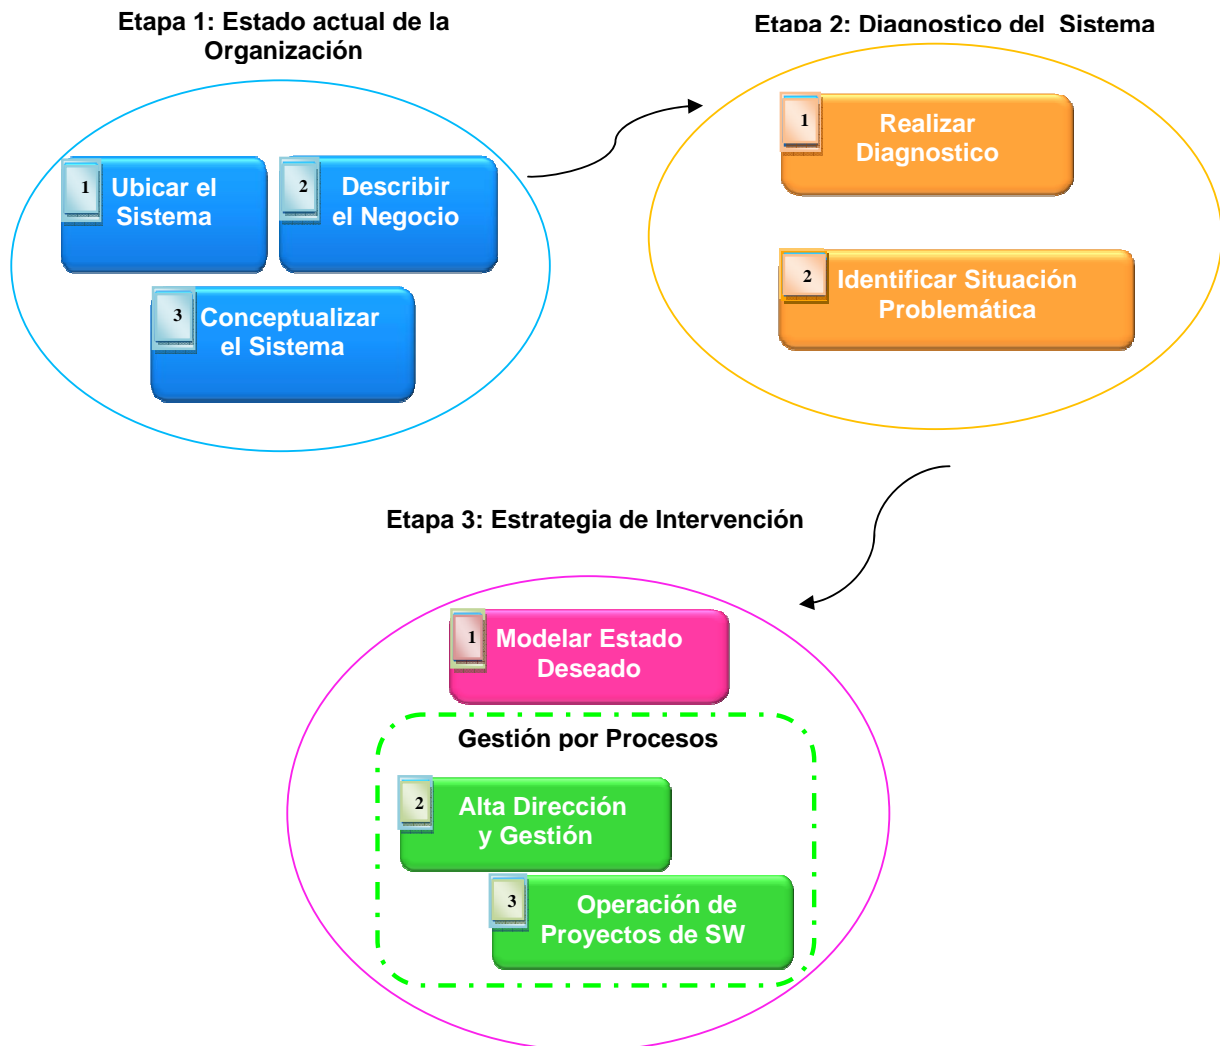 Etapa 1: Estado actual de la
Organización
1
Ubicar el
Sistema
2
Describir
el Negocio
3
Conceptualizar
el Sistema
Etapa 2: Diagnostico del Sistema
1
Realizar
Diagnostico
2
Identificar Situación
Problemática
Etapa 3: Estrategia de Intervención
1
Modelar Estado
Deseado
Gestión por Procesos
2
Alta Dirección
y Gestión
3
Operación de
Proyectos de SW